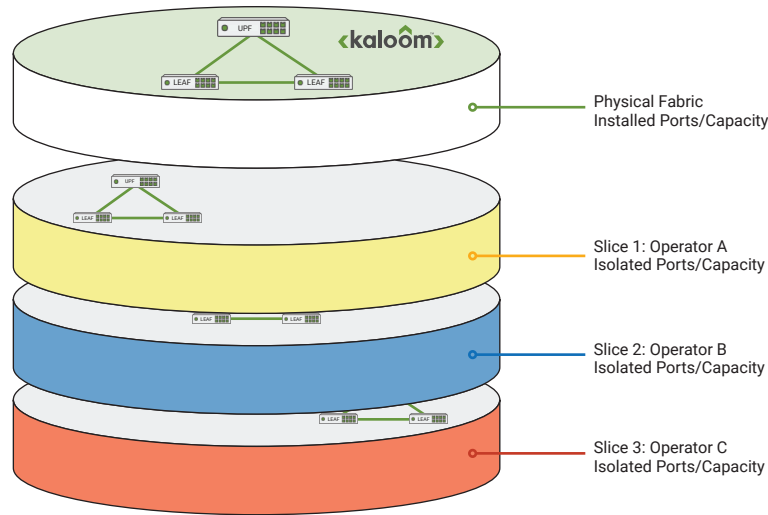 UPF
‹kaloom›
LEAF
LEAF
Physical Fabric
Installed Ports/Capacity
UPF
LEAF
LEAF
Slice 1: Operator A
Isolated Ports/Capacity
LEAF
LEAF
Slice 2: Operator B
Isolated Ports/Capacity
LEAF
LEAF
Slice 3: Operator C
Isolated Ports/Capacity